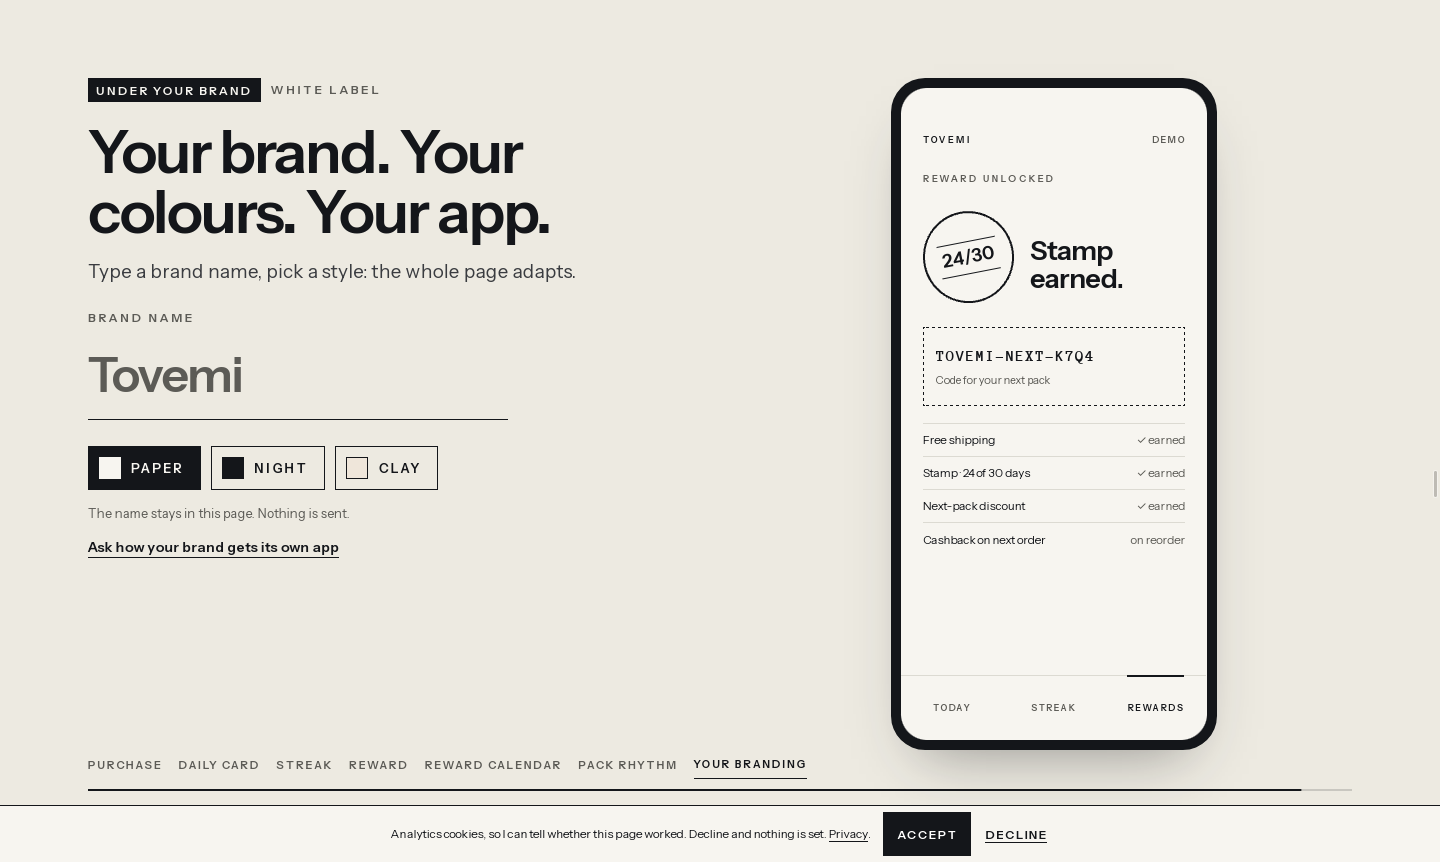 UNDER YOUR BRAND WHITE LABEL
Your brand. Your
colours. Your app.
Type a brand name, pick a style: the whole page adapts.
BRAND NAME
Tovemi
PAPER NIGHT CLAY
The name stays in this page. Nothing is sent.
Ask how your brand gets its own app
TOVEMI DEMO
REWARD UNLOCKED
24/30
Stamp
earned.
TOVEMI–NEXT–K7Q4
Code for your next pack
Free shipping ✓ earned
Stamp · 24 of 30 days ✓ earned
Next-pack discount ✓ earned
Cashback on next order on reorder
TODAY STREAK REWARDS
PURCHASE DAILY CARD STREAK REWARD REWARD CALENDAR PACK RHYTHM YOUR BRANDING
Analytics cookies, so I can tell whether this page worked. Decline and nothing is set. Privacy. ACCEPT DECLINE